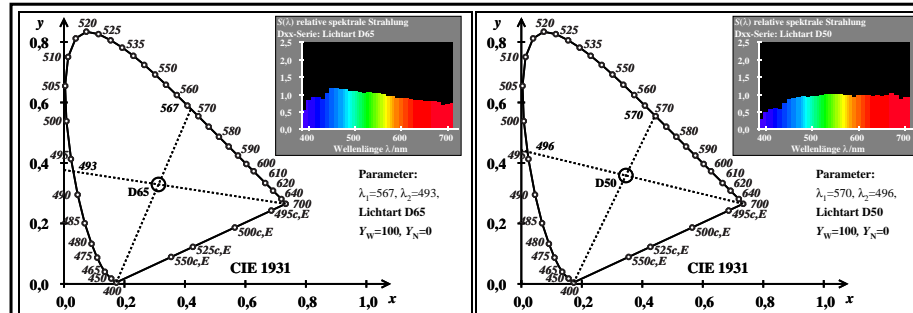 y
520
525
510
535
0,8
550
505
560
0,6
567
570
500
580
590
495
493
600
0,4
610
620
490
D65
640
700
485
495c,E
0,2
480
500c,E
475
525c,E
465
550c,E
450
CIE 1931
0,0
400
0,0 0,2 0,4 0,6 0,8 1,0
x
S(λ) relative spektrale Strahlung
Dxx-Serie: Lichtart D65
2,5
2,0
1,5
1,0
0,5
0,0
400 500 600 700
Wellenlänge λ/nm
Parameter:
λ1=567, λ2=493,
Lichtart D65
YW=100, YN=0
y
520
525
510
535
0,8
550
505
560
0,6
570
570
500
580
590
495
496
600
0,4
610
620
490
D50
640
700
485
495c,E
0,2
480
500c,E
475
525c,E
465
550c,E
450
CIE 1931
0,0
400
0,0 0,2 0,4 0,6 0,8 1,0
x
S(λ) relative spektrale Strahlung
Dxx-Serie: Lichtart D50
2,5
2,0
1,5
1,0
0,5
0,0
400 500 600 700
Wellenlänge λ/nm
Parameter:
λ1=570, λ2=496,
Lichtart D50
YW=100, YN=0